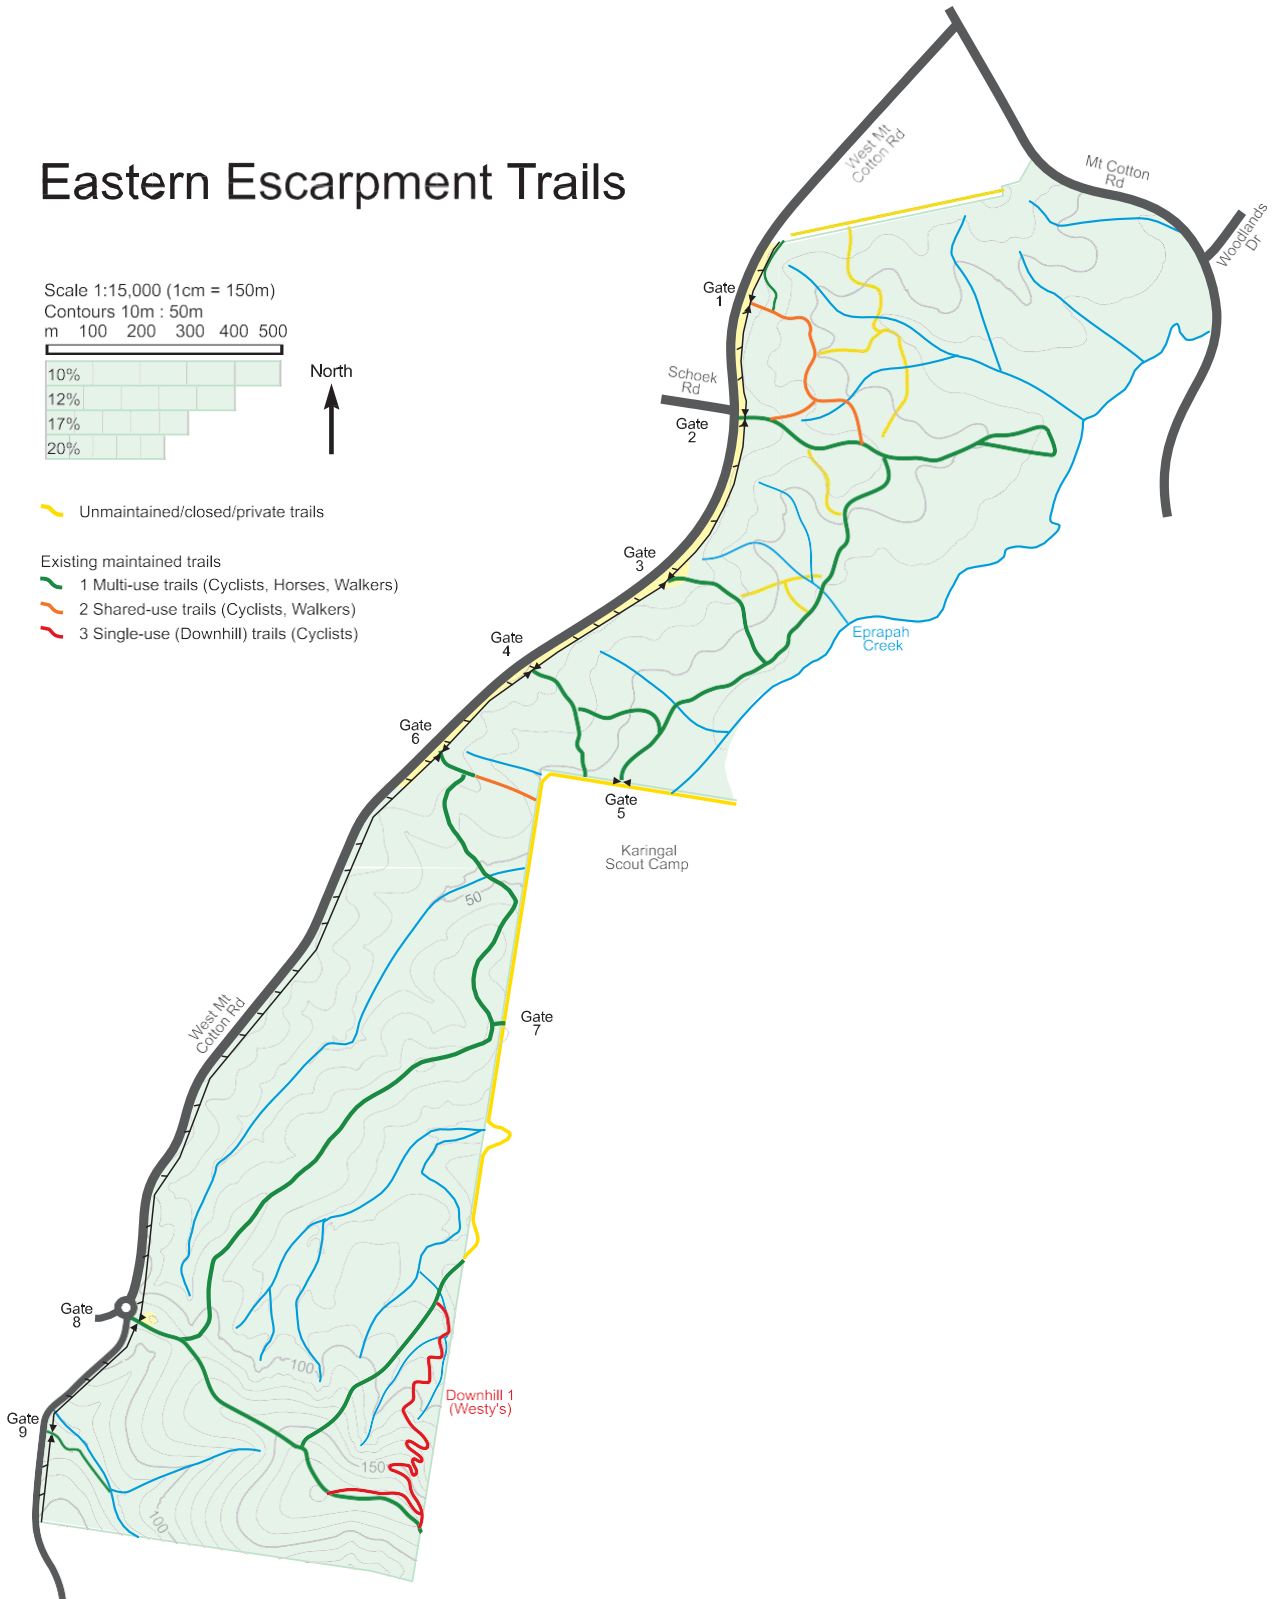 Eastern Escarpment Trails
West Mt
Cotton Rd
Mt Cotton
Rd
Woodlands
Dr
Scale 1:15,000 (1cm = 150m)
Contours 10m : 50m
m 100 200 300 400 500
10%
12%
17%
20%
North
Gate
1
Schoek
Rd
Gate
2
Unmaintained/closed/private trails
Existing maintained trails
1 Multi-use trails (Cyclists, Horses, Walkers)
2 Shared-use trails (Cyclists, Walkers)
3 Single-use (Downhill) trails (Cyclists)
Gate
3
Gate
4
Eprapah
Creek
Gate
6
Gate
5
Karingal
Scout Camp
50
West Mt
Cotton Rd
Gate
7
Gate
8
100
Downhill 1
(Westy's)
Gate
9
150
100